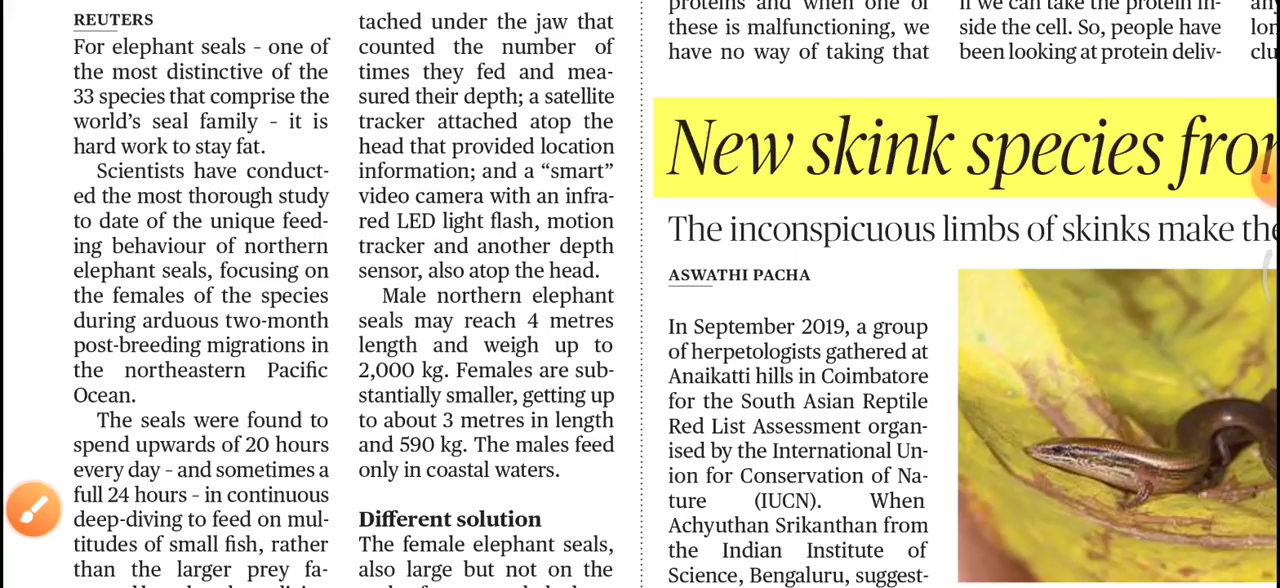 REUTERS
For elephant seals – one of
the most distinctive of the
33 species that comprise the
world's seal family – it is
hard work to stay fat.
Scientists have conduct-
ed the most thorough study
to date of the unique feed-
ing behaviour of northern
elephant seals, focusing on
the females of the species
during arduous two-month
post-breeding migrations in
the northeastern Pacific
Ocean.
The seals were found to
spend upwards of 20 hours
every day – and sometimes a
full 24 hours – in continuous
deep-diving to feed on mul-
titudes of small fish, rather
than the larger prey fa-
tached under the jaw that
counted the number of
times they fed and mea-
sured their depth; a satellite
tracker attached atop the
head that provided location
information; and a “smart”
video camera with an infra-
red LED light flash, motion
tracker and another depth
sensor, also atop the head.
Male northern elephant
seals may reach 4 metres
length and weigh up to
2,000 kg. Females are sub-
stantially smaller, getting up
to about 3 metres in length
and 590 kg. The males feed
only in coastal waters.
Different solution
The female elephant seals,
also large but not on the
proteins and when one of
these is malfunctioning, we
have no way of taking that
if we can take the protein in-
side the cell. So, people have
been looking at protein deliv-
New skink species from
The inconspicuous limbs of skinks make the
ASWATHI PACHA
In September 2019, a group
of herpetologists gathered at
Anaikatti hills in Coimbatore
for the South Asian Reptile
Red List Assessment organ-
ised by the International Un-
ion for Conservation of Na-
ture (IUCN). When
Achyuthan Srikanthan from
the Indian Institute of
Science, Bengaluru, suggest-